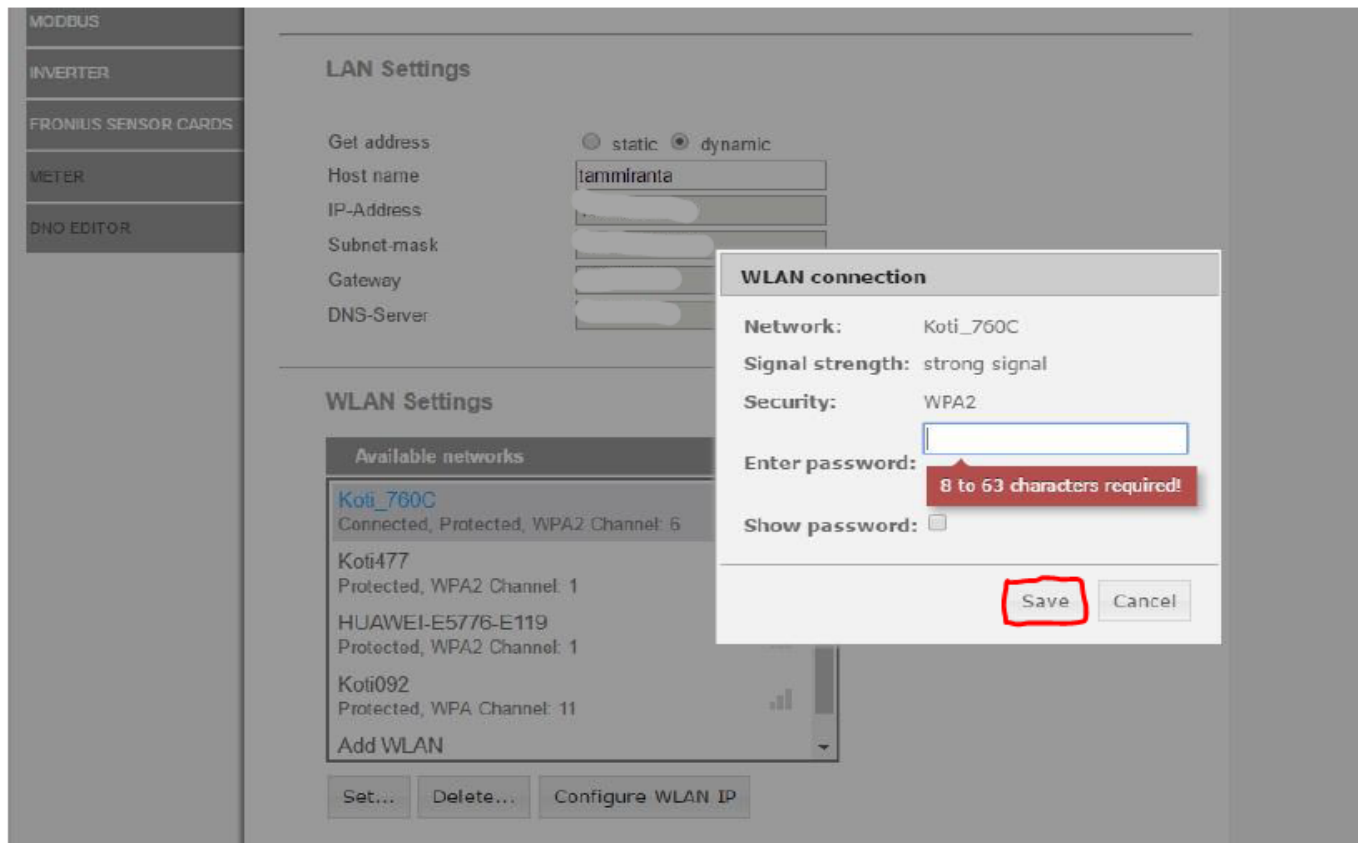 MODBUS
INVERTER
FRONIUS SENSOR CARDS
METER
DNO EDITOR
LAN Settings
Get address static dynamic
Host name tammiranta
IP-Address
Subnet-mask
Gateway
DNS-Server
WLAN Settings
Available networks
Koti_760C
Connected, Protected, WPA2 Channel: 6
Koti477
Protected, WPA2 Channel: 1
HUAWEI-E5776-E119
Protected, WPA2 Channel: 1
Koti092
Protected, WPA Channel: 11
Add WLAN
Set... Delete... Configure WLAN IP
WLAN connection
Network: Koti_760C
Signal strength: strong signal
Security: WPA2
Enter password:
8 to 63 characters required!
Show password:
Save Cancel